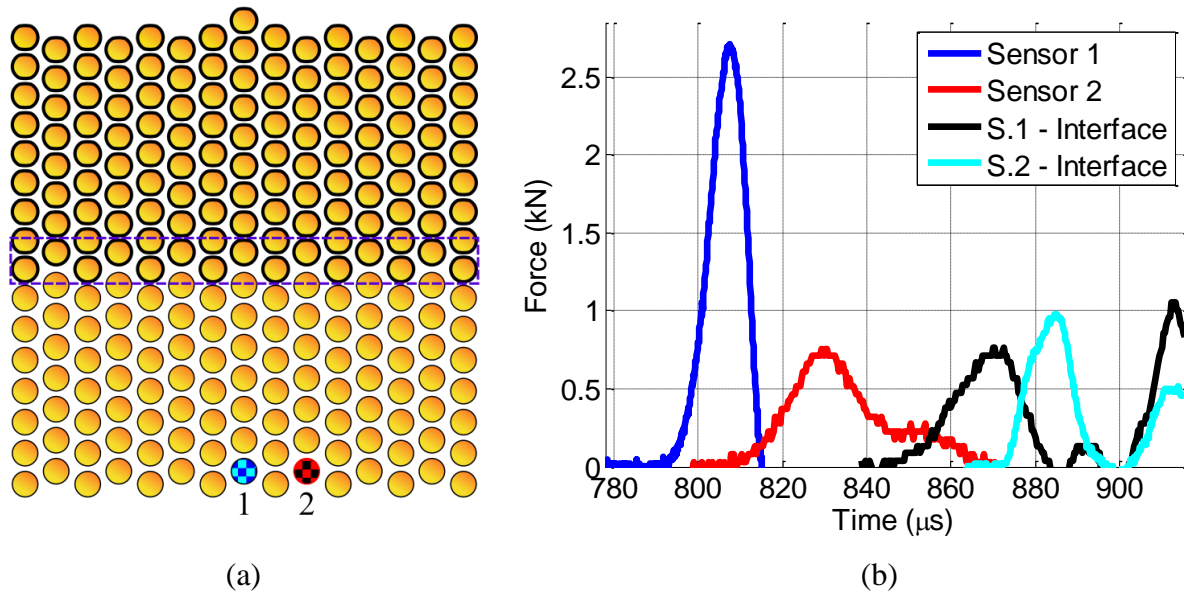 1 2
(a)
2.5
2
1.5
1
0.5
0
Force (kN)
Sensor 1
Sensor 2
S.1 - Interface
S.2 - Interface
780 800 820 840 860 880 900
Time (μs)
(b)